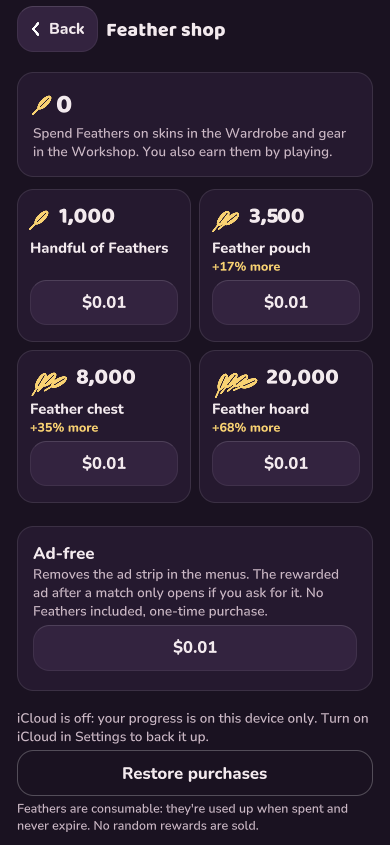 Back
Feather shop
0
Spend Feathers on skins in the Wardrobe and gear
in the Workshop. You also earn them by playing.
1,000
Handful of Feathers
$0.01
3,500
Feather pouch
+17% more
$0.01
8,000
Feather chest
+35% more
$0.01
20,000
Feather hoard
+68% more
$0.01
Ad-free
Removes the ad strip in the menus. The rewarded
ad after a match only opens if you ask for it. No
Feathers included, one-time purchase.
$0.01
iCloud is off: your progress is on this device only. Turn on
iCloud in Settings to back it up.
Restore purchases
Feathers are consumable: they're used up when spent and
never expire. No random rewards are sold.